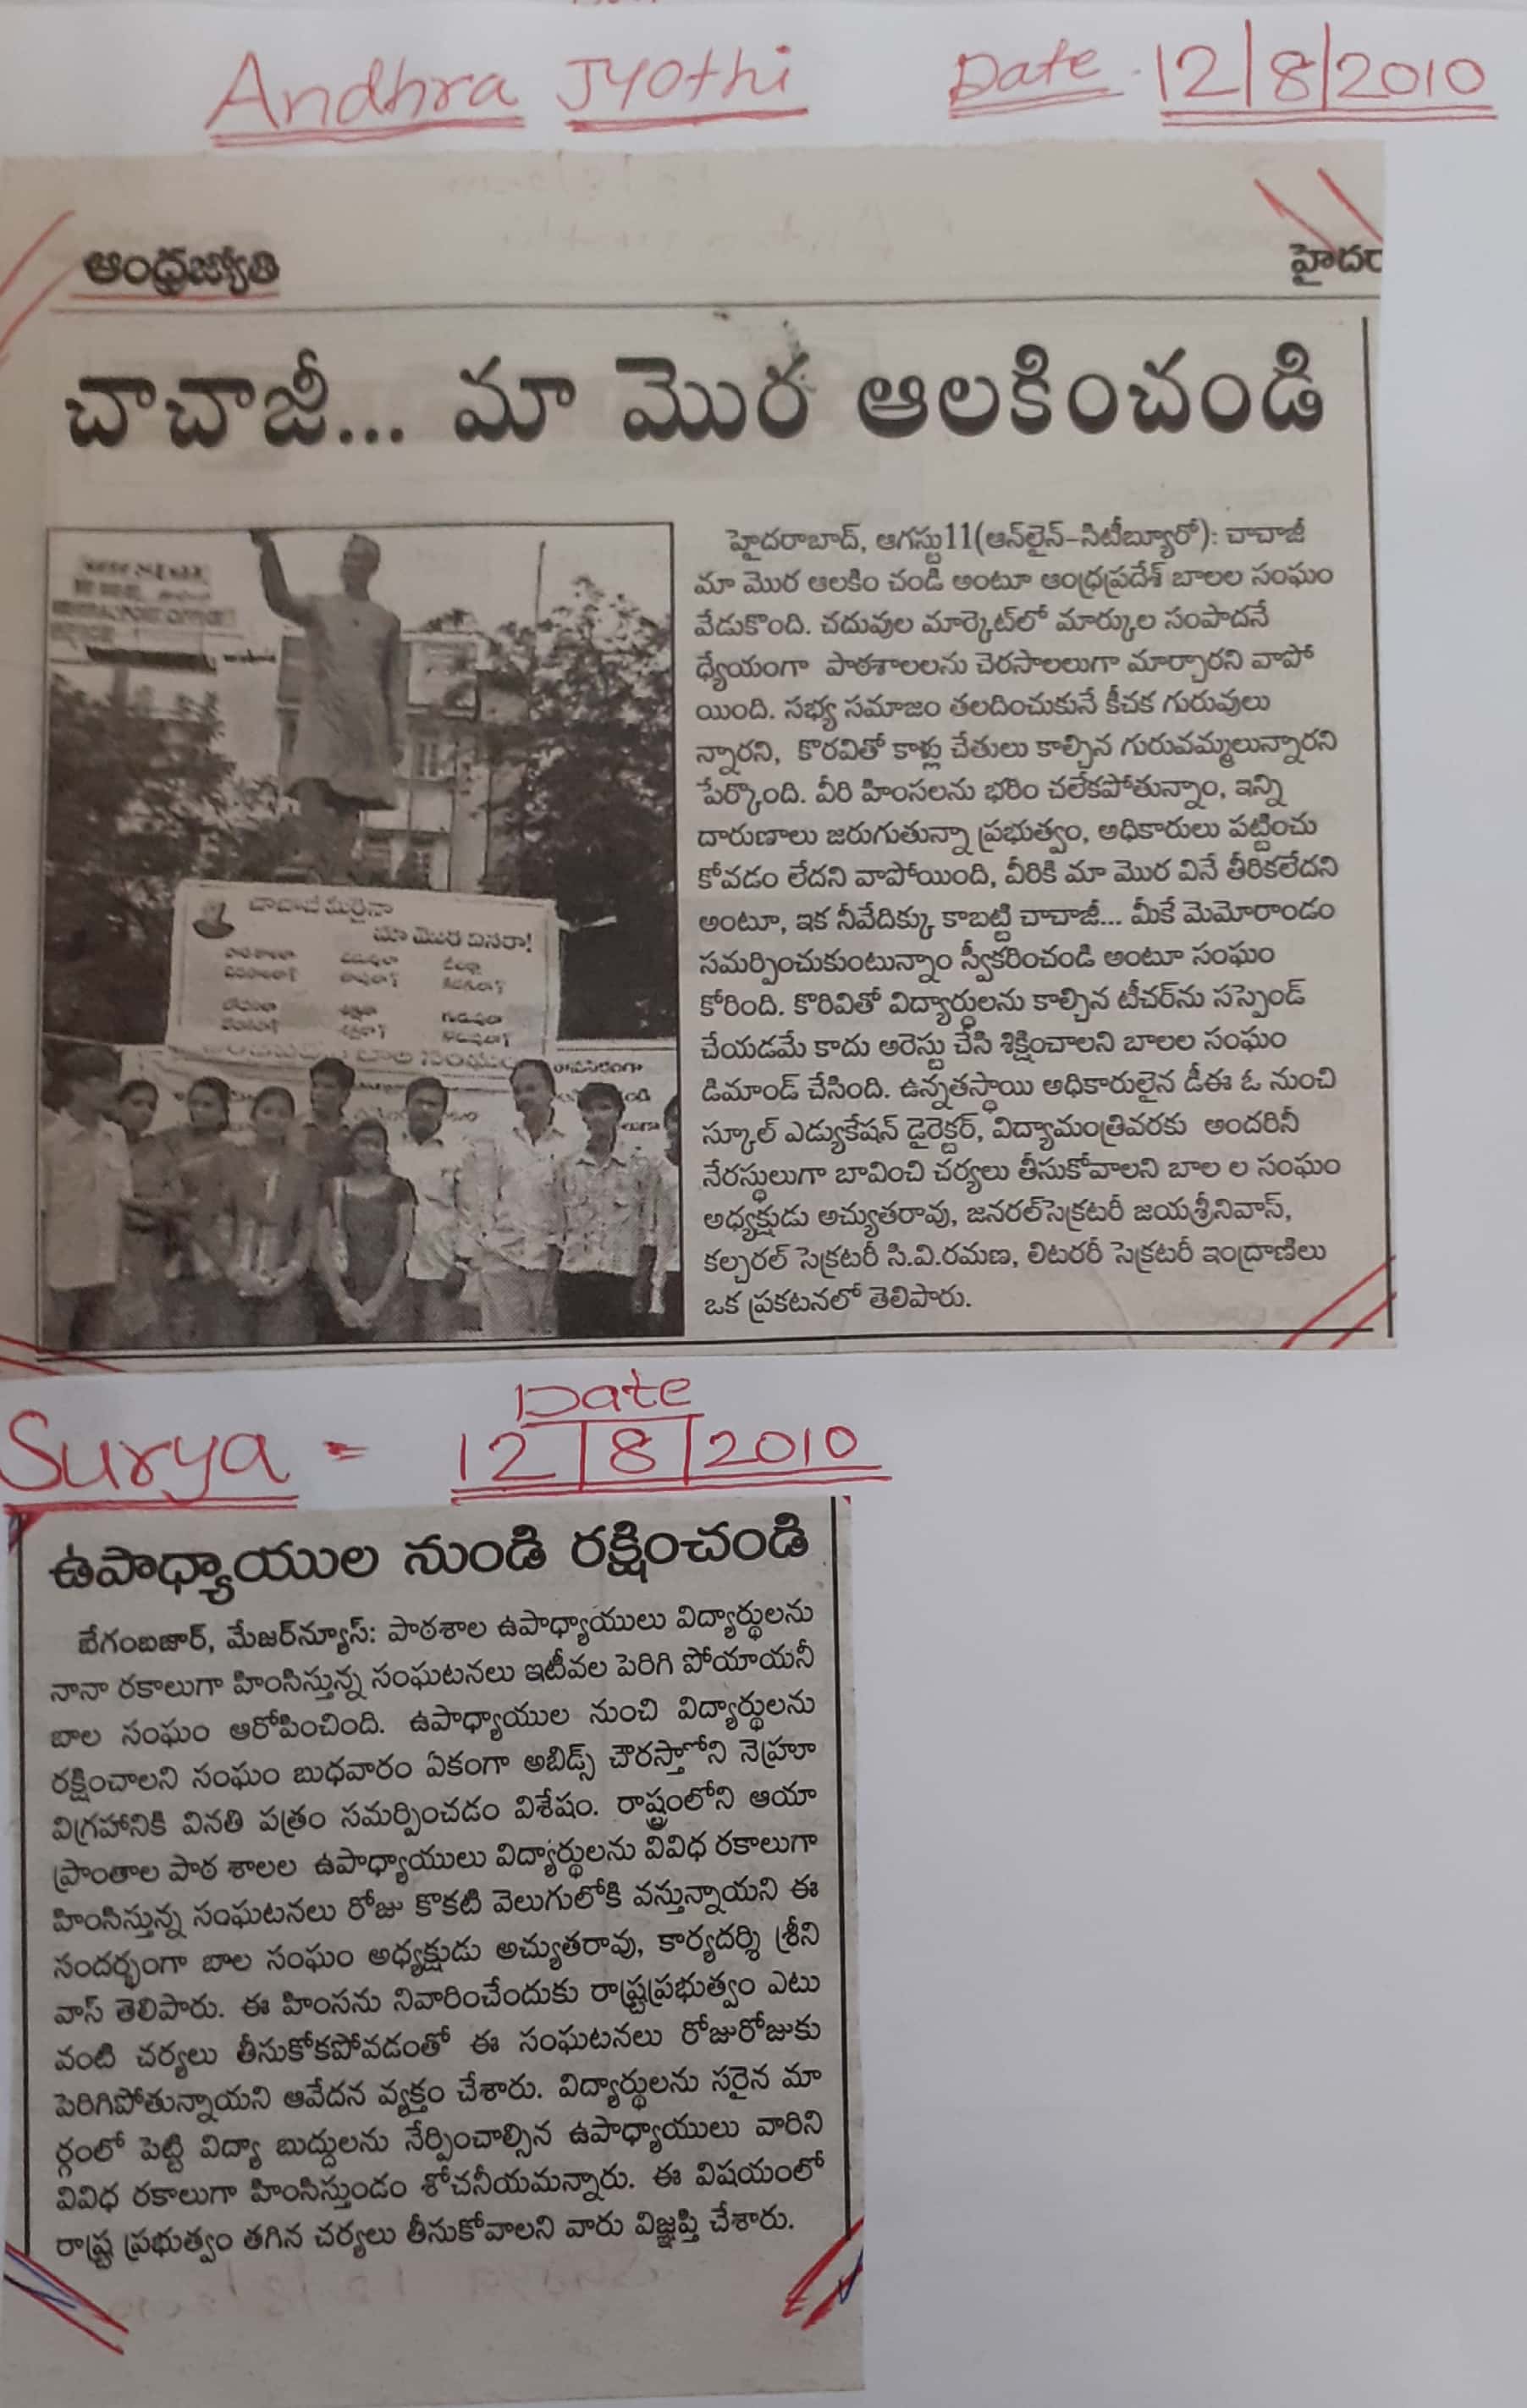 Andhra Jyothi Date 12/8/2010
ఆంధ్రజ్యోతి హైదరా
చాచాజీ... మా మొర ఆలకించండి
హైదరాబాద్, ఆగస్టు11(ఆన్‌లైన్-సిటీబ్యూరో): చాచాజీ
మా మొర ఆలకిం చండి అంటూ ఆంధ్రప్రదేశ్ బాలల సంఘం
వేడుకొంది. చదువుల మార్కెట్‌లో మార్కుల సంపాదనే
ధ్యేయంగా పాఠశాలలను చెరసాలలుగా మార్చారని వాపో
యింది. సభ్య సమాజం తలదించుకునే కీచక గురువులు
న్నారని, కొరవితో కాళ్లు చేతులు కాల్చిన గురువమ్మలున్నారని
పేర్కొంది. వీరి హింసలను భరిం చలేకపోతున్నాం, ఇన్ని
దారుణాలు జరుగుతున్నా ప్రభుత్వం, అధికారులు పట్టించు
కోవడం లేదని వాపోయింది, వీరికి మా మొర వినే తీరికలేదని
అంటూ, ఇక నీవేదిక్కు కాబట్టి చాచాజీ... మీకే మెమోరాండం
సమర్పించుకుంటున్నాం స్వీకరించండి అంటూ సంఘం
కోరింది. కొరివితో విద్యార్థులను కాల్చిన టీచర్‌ను సస్పెండ్
చేయడమే కాదు అరెస్టు చేసి శిక్షించాలని బాలల సంఘం
డిమాండ్ చేసింది. ఉన్నతస్థాయి అధికారులైన డీఈ ఓ నుంచి
స్కూల్ ఎడ్యుకేషన్ డైరెక్టర్, విద్యామంత్రివరకు అందరినీ
నేరస్థులుగా బావించి చర్యలు తీసుకోవాలని బాల ల సంఘం
అధ్యక్షుడు అచ్యుతరావు, జనరల్‌సెక్రటరీ జయశ్రీనివాస్,
కల్చరల్ సెక్రటరీ సి.వి.రమణ, లిటరరీ సెక్రటరీ ఇంద్రాణిలు
ఒక ప్రకటనలో తెలిపారు.
మా మొర వినరా!
Surya = Date 12/8/2010
ఉపాధ్యాయుల నుండి రక్షించండి
బేగంబజార్, మేజర్‌న్యూస్: పాఠశాల ఉపాధ్యాయులు విద్యార్థులను
నానా రకాలుగా హింసిస్తున్న సంఘటనలు ఇటీవల పెరిగి పోయాయనీ
బాల సంఘం ఆరోపించింది. ఉపాధ్యాయుల నుంచి విద్యార్థులను
రక్షించాలని సంఘం బుధవారం ఏకంగా అబిడ్స్ చౌరస్తాోని నెహ్రూ
విగ్రహానికి వినతి పత్రం సమర్పించడం విశేషం. రాష్ట్రంలోని ఆయా
ప్రాంతాల పాఠ శాలల ఉపాధ్యాయులు విద్యార్థులను వివిధ రకాలుగా
హింసిస్తున్న సంఘటనలు రోజు కొకటి వెలుగులోకి వస్తున్నాయని ఈ
సందర్భంగా బాల సంఘం అధ్యక్షుడు అచ్యుతరావు, కార్యదర్శి శ్రీని
వాస్ తెలిపారు. ఈ హింసను నివారించేందుకు రాష్ట్రప్రభుత్వం ఎటు
వంటి చర్యలు తీసుకోకపోవడంతో ఈ సంఘటనలు రోజురోజుకు
పెరిగిపోతున్నాయని ఆవేదన వ్యక్తం చేశారు. విద్యార్థులను సరైన మా
ర్గంలో పెట్టి విద్యా బుద్దులను నేర్పించాల్సిన ఉపాధ్యాయులు వారిని
వివిధ రకాలుగా హింసిస్తుండం శోచనీయమన్నారు. ఈ విషయంలో
రాష్ట్ర ప్రభుత్వం తగిన చర్యలు తీసుకోవాలని వారు విజ్ఞప్తి చేశారు.